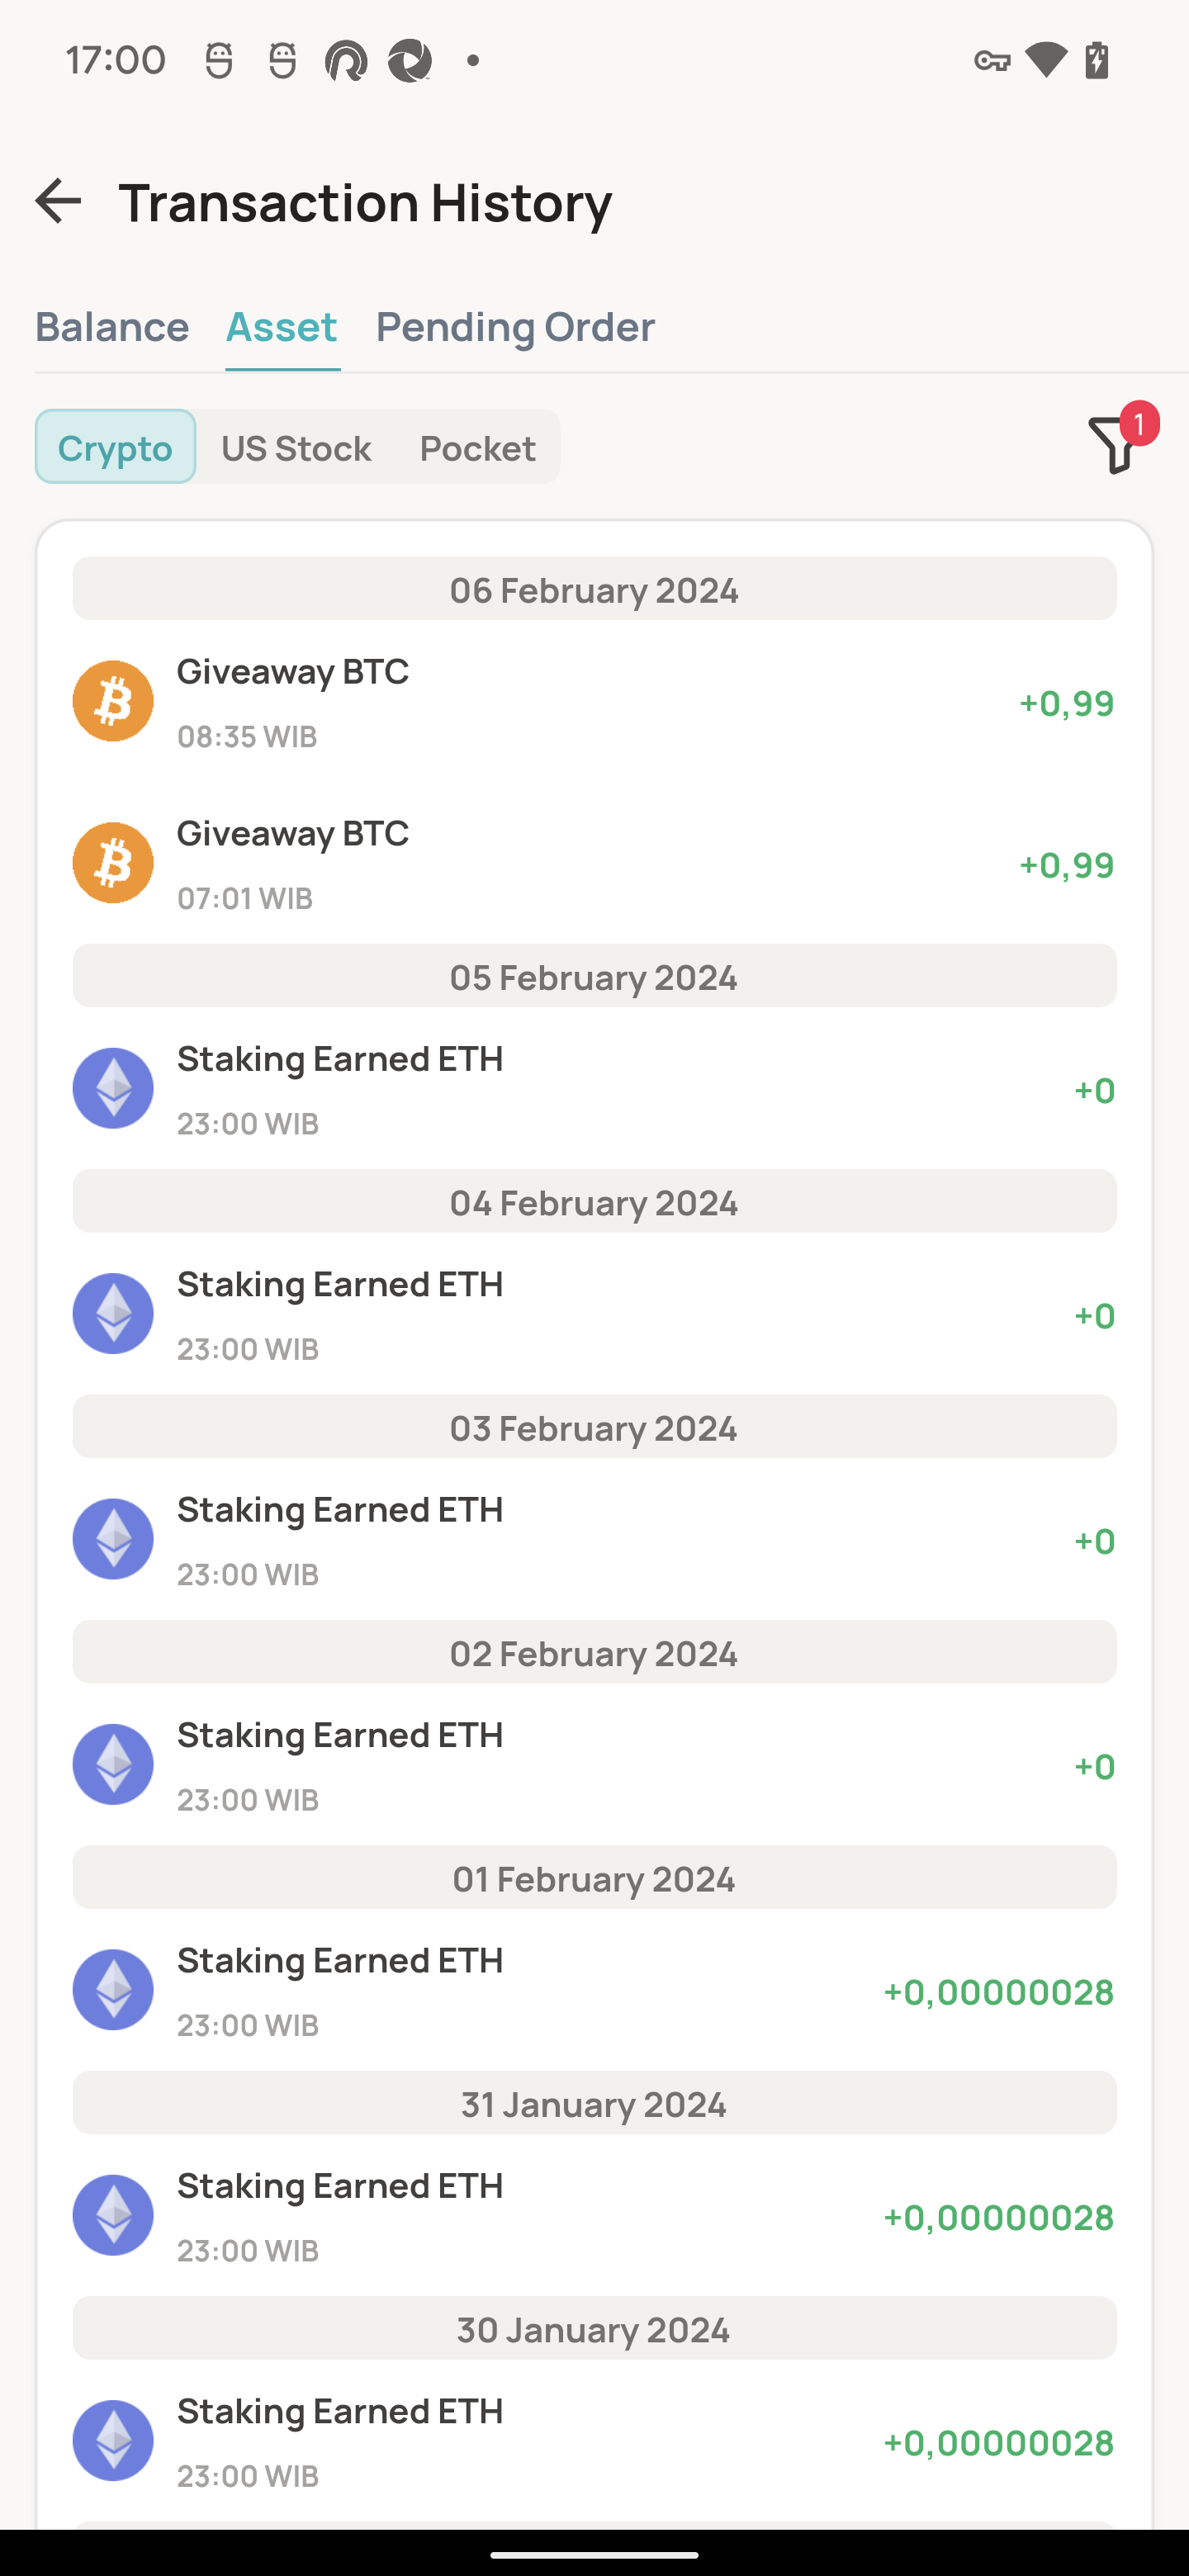 17:00
Transaction History
Balance Asset Pending Order
Crypto US Stock Pocket 1
06 February 2024
Giveaway BTC
+0,99
08:35 WIB
Giveaway BTC
+0,99
07:01 WIB
05 February 2024
Staking Earned ETH
+0
23:00 WIB
04 February 2024
Staking Earned ETH
+0
23:00 WIB
03 February 2024
Staking Earned ETH
+0
23:00 WIB
02 February 2024
Staking Earned ETH
+0
23:00 WIB
01 February 2024
Staking Earned ETH
+0,00000028
23:00 WIB
31 January 2024
Staking Earned ETH
+0,00000028
23:00 WIB
30 January 2024
Staking Earned ETH
+0,00000028
23:00 WIB